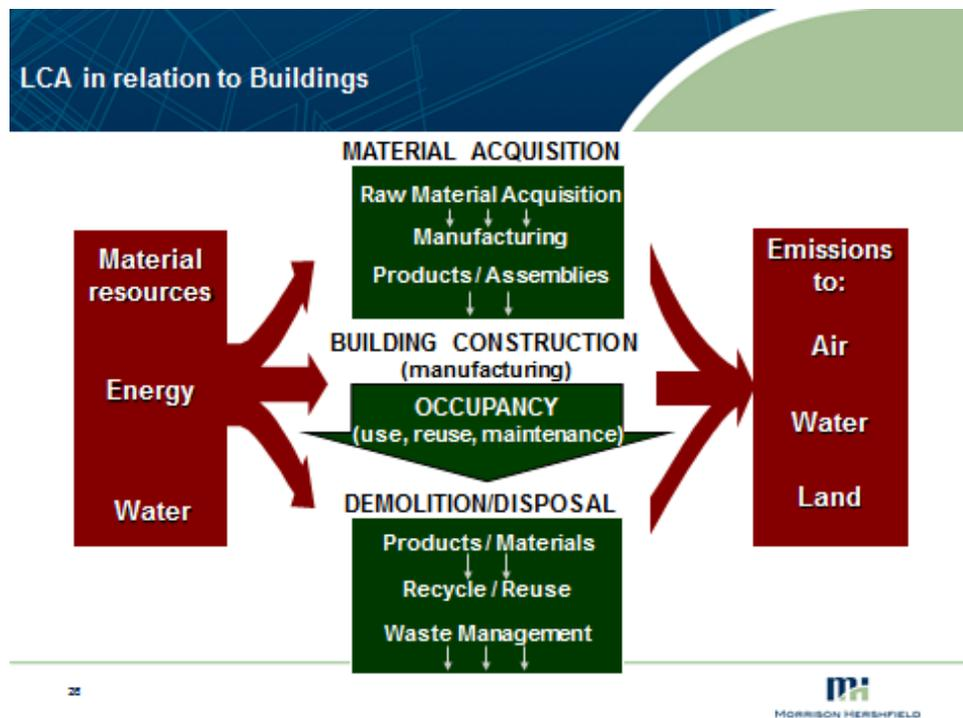 LCA in relation to Buildings
MATERIAL ACQUISITION
Raw Material Acquisition
Manufacturing
Products / Assemblies
Material
resources
Energy
Water
BUILDING CONSTRUCTION
(manufacturing)
OCCUPANCY
(use, reuse, maintenance)
DEMOLITION/DISPOSAL
Products / Materials
Recycle / Reuse
Waste Management
Emissions
to:
Air
Water
Land
MORRISON HERSHFIELD